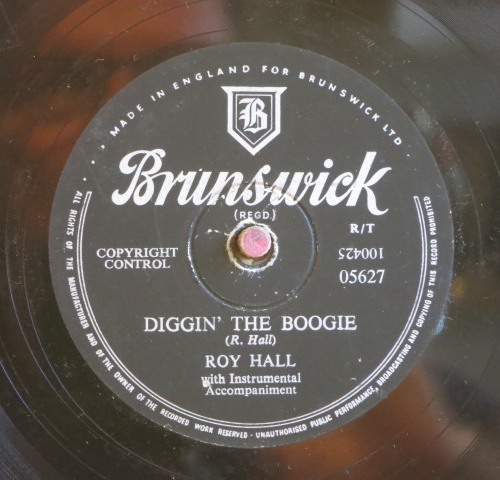 MADE IN ENGLAND FOR BRUNSWICK LTD
B
Brunswick
(REGD.)
R/T
COPYRIGHT
CONTROL
100425
05627
DIGGIN' THE BOOGIE
(R. Hall)
ROY HALL
with Instrumental
Accompaniment
ALL RIGHTS OF THE MANUFACTURER AND OF THE OWNER OF THE RECORDED WORK RESERVED · UNAUTHORISED PUBLIC PERFORMANCE, BROADCASTING AND COPYING OF THIS RECORD PROHIBITED